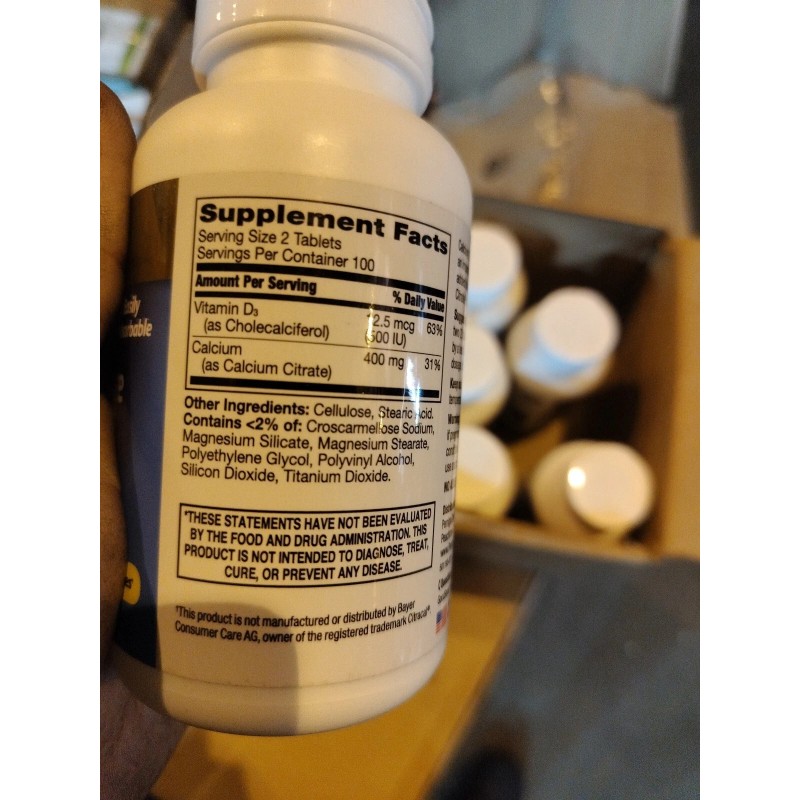 Supplement Facts
Serving Size 2 Tablets
Servings Per Container 100
Amount Per Serving % Daily Value
Vitamin D₃ 12.5 mcg 63%
(as Cholecalciferol) (500 IU)
Calcium 400 mg 31%
(as Calcium Citrate)
Other Ingredients: Cellulose, Stearic Acid.
Contains <2% of: Croscarmellose Sodium,
Magnesium Silicate, Magnesium Stearate,
Polyethylene Glycol, Polyvinyl Alcohol,
Silicon Dioxide, Titanium Dioxide.
*THESE STATEMENTS HAVE NOT BEEN EVALUATED
BY THE FOOD AND DRUG ADMINISTRATION. THIS
PRODUCT IS NOT INTENDED TO DIAGNOSE, TREAT,
CURE, OR PREVENT ANY DISEASE.
†This product is not manufactured or distributed by Bayer
Consumer Care AG, owner of the registered trademark Citracal®.